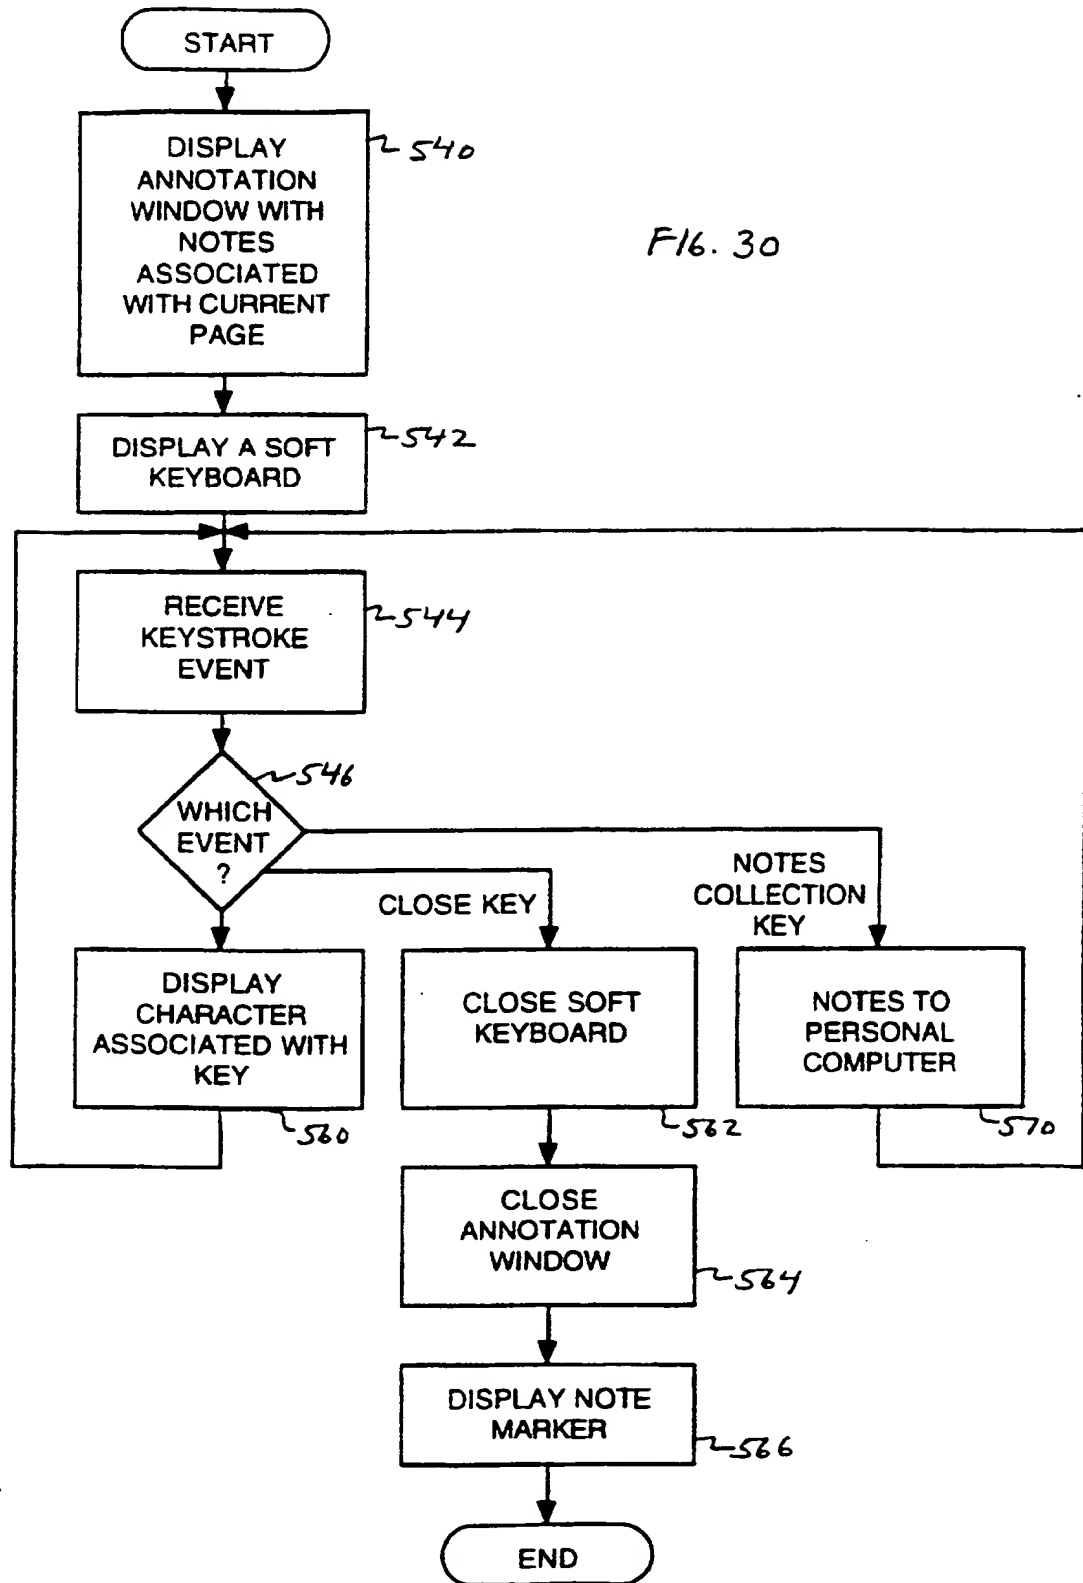 START
DISPLAY
ANNOTATION
WINDOW WITH
NOTES
ASSOCIATED
WITH CURRENT
PAGE
540
FIG. 30
DISPLAY A SOFT
KEYBOARD
542
RECEIVE
KEYSTROKE
EVENT
544
WHICH
EVENT
?
546
CLOSE KEY
NOTES
COLLECTION
KEY
DISPLAY
CHARACTER
ASSOCIATED WITH
KEY
560
CLOSE SOFT
KEYBOARD
562
NOTES TO
PERSONAL
COMPUTER
570
CLOSE
ANNOTATION
WINDOW
564
DISPLAY NOTE
MARKER
566
END